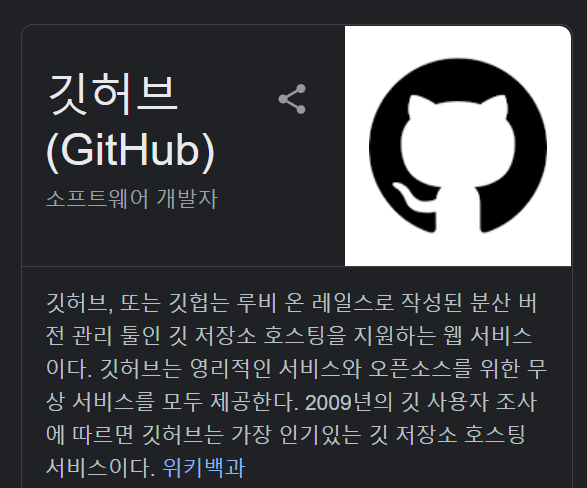 깃허브
(GitHub)
소프트웨어 개발자
깃허브, 또는 깃헙는 루비 온 레일스로 작성된 분산 버
전 관리 툴인 깃 저장소 호스팅을 지원하는 웹 서비스
이다. 깃허브는 영리적인 서비스와 오픈소스를 위한 무
상 서비스를 모두 제공한다. 2009년의 깃 사용자 조사
에 따르면 깃허브는 가장 인기있는 깃 저장소 호스팅
서비스이다. 위키백과